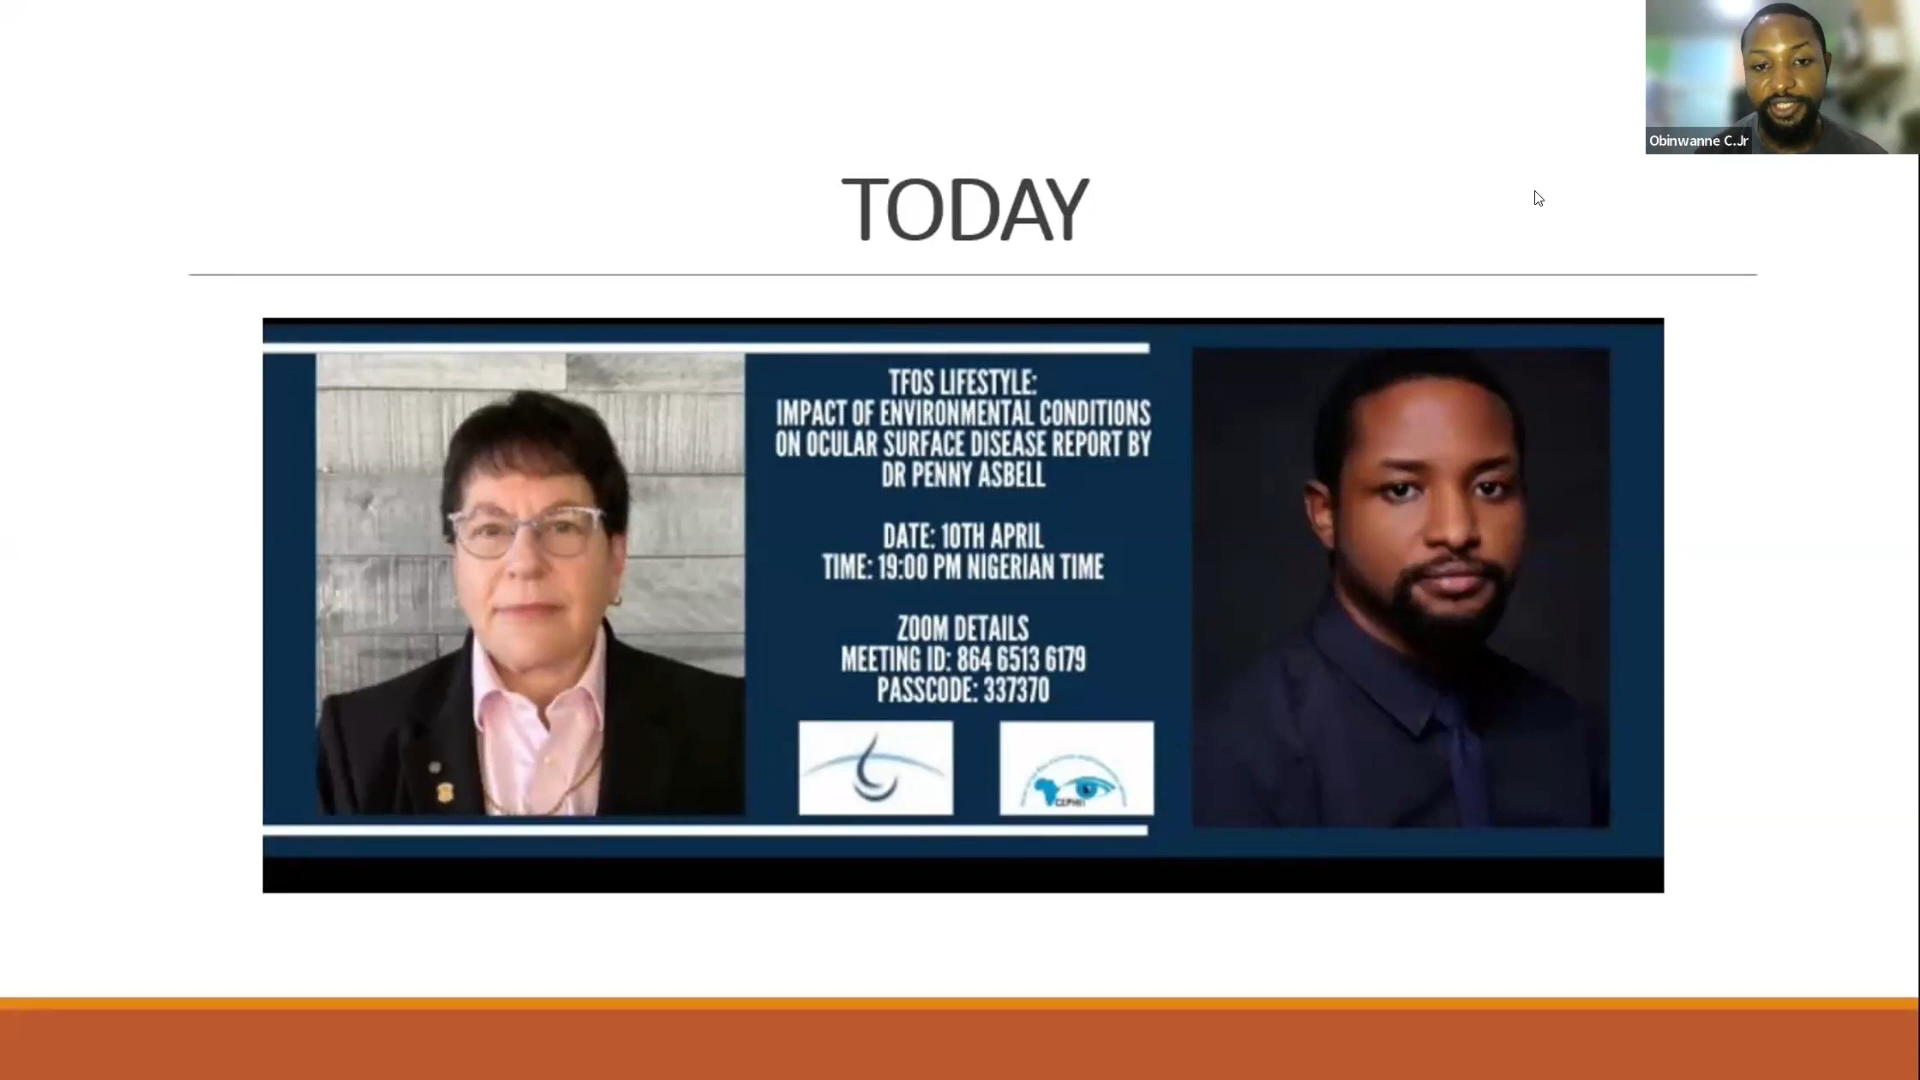 Obinwanne C.Jr
TODAY
TFOS LIFESTYLE:
IMPACT OF ENVIRONMENTAL CONDITIONS
ON OCULAR SURFACE DISEASE REPORT BY
DR PENNY ASBELL
DATE: 10TH APRIL
TIME: 19:00 PM NIGERIAN TIME
ZOOM DETAILS
MEETING ID: 864 6513 6179
PASSCODE: 337370